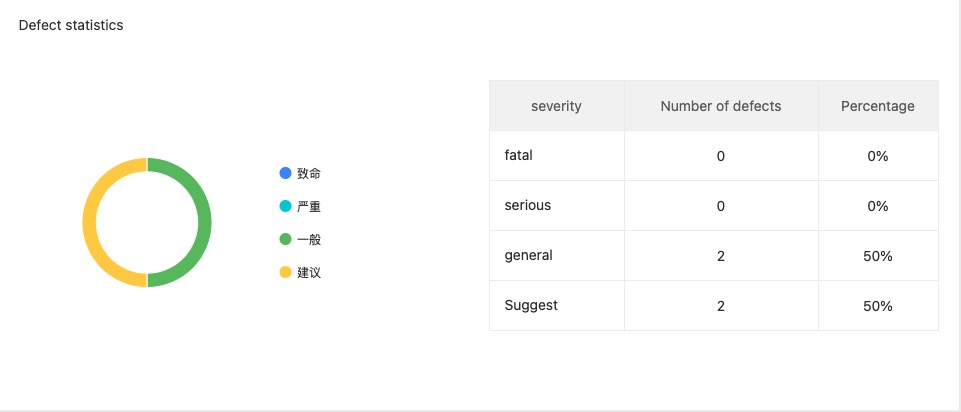 Defect statistics
致命
严重
一般
建议
severity Number of defects Percentage
fatal 0 0%
serious 0 0%
general 2 50%
Suggest 2 50%